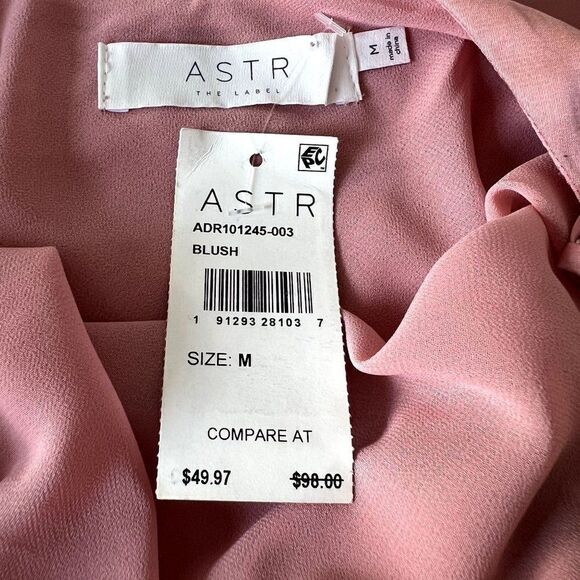 ASTR
THE LABEL
M
made in
china
EPC
ASTR
ADR101245-003
BLUSH
1 91293 28103 7
SIZE: M
COMPARE AT
$49.97 $98.00